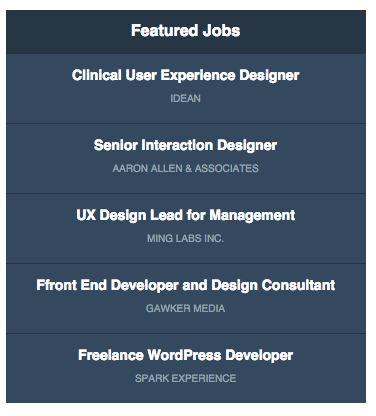 Featured Jobs
Clinical User Experience Designer
IDEAN
Senior Interaction Designer
AARON ALLEN & ASSOCIATES
UX Design Lead for Management
MING LABS INC.
Ffront End Developer and Design Consultant
GAWKER MEDIA
Freelance WordPress Developer
SPARK EXPERIENCE